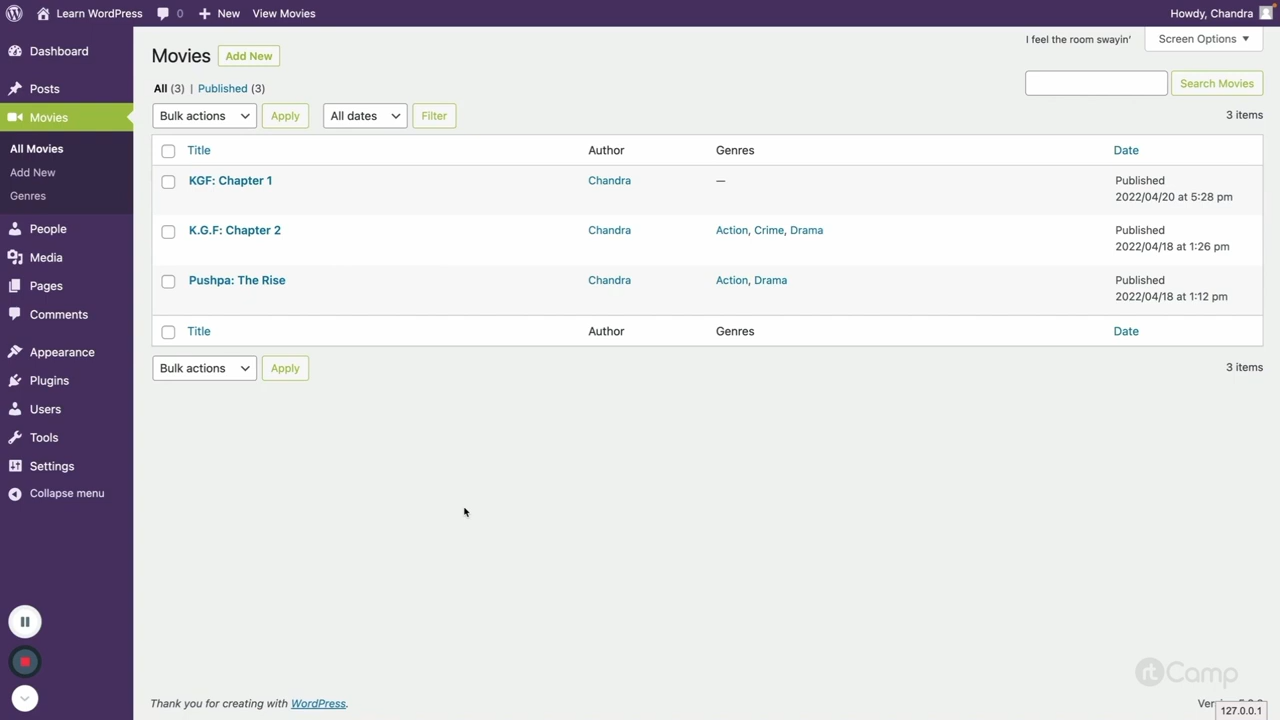 Learn WordPress 0 New View Movies Howdy, Chandra
Dashboard
Posts
Movies
All Movies
Add New
Genres
People
Media
Pages
Comments
Appearance
Plugins
Users
Tools
Settings
Collapse menu
I feel the room swayin' Screen Options
Movies Add New
All (3) | Published (3)
Search Movies
Bulk actions Apply All dates Filter 3 items
Title Author Genres Date
KGF: Chapter 1 Chandra — Published
2022/04/20 at 5:28 pm
K.G.F: Chapter 2 Chandra Action, Crime, Drama Published
2022/04/18 at 1:26 pm
Pushpa: The Rise Chandra Action, Drama Published
2022/04/18 at 1:12 pm
Title Author Genres Date
Bulk actions Apply 3 items
rtCamp
Thank you for creating with WordPress.
127.0.0.1